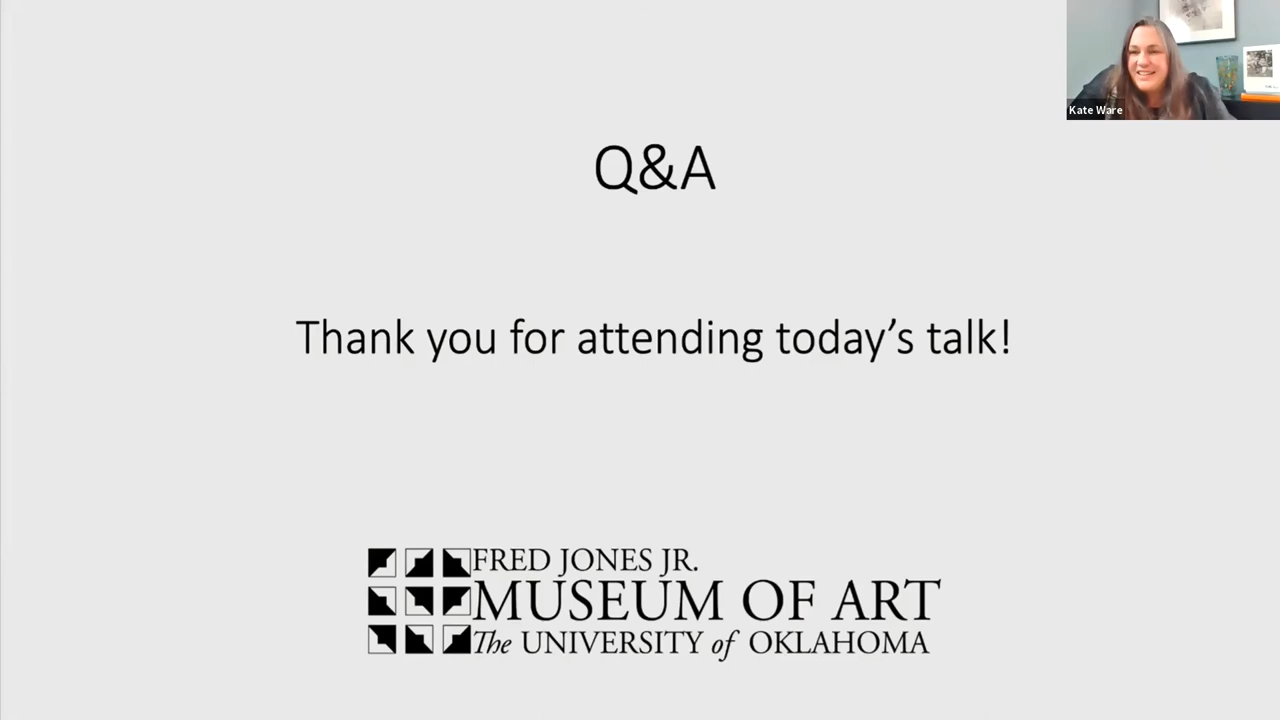 Kate Ware
Q&A
Thank you for attending today's talk!
FRED JONES JR.
MUSEUM OF ART
The UNIVERSITY of OKLAHOMA